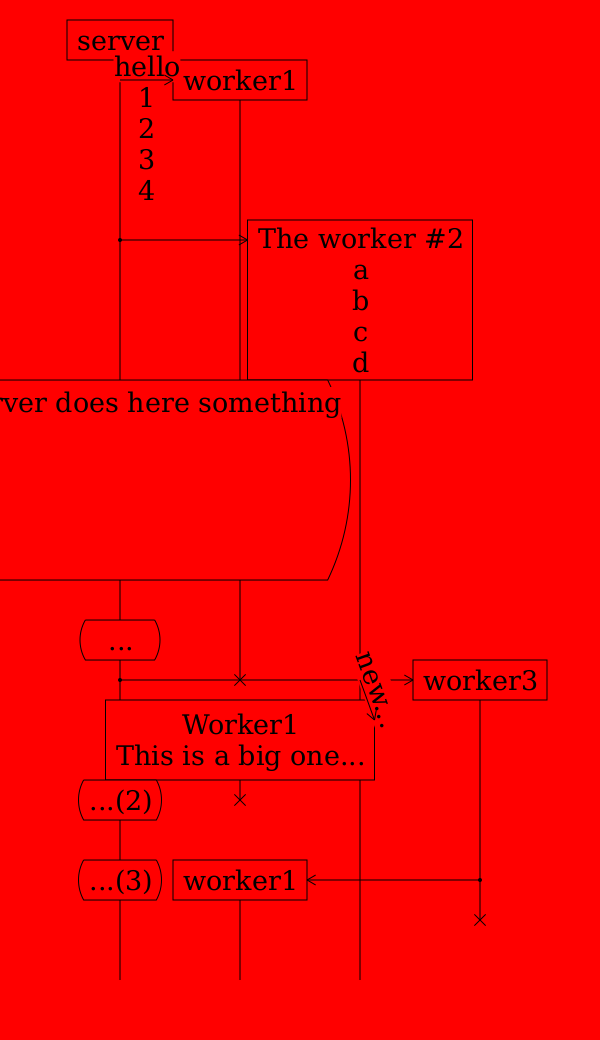 server
hello
worker1
1
2
3
4
The worker #2
a
b
c
d
does here something
...
new...
worker3
Worker1
This is a big one...
...(2)
...(3)
worker1